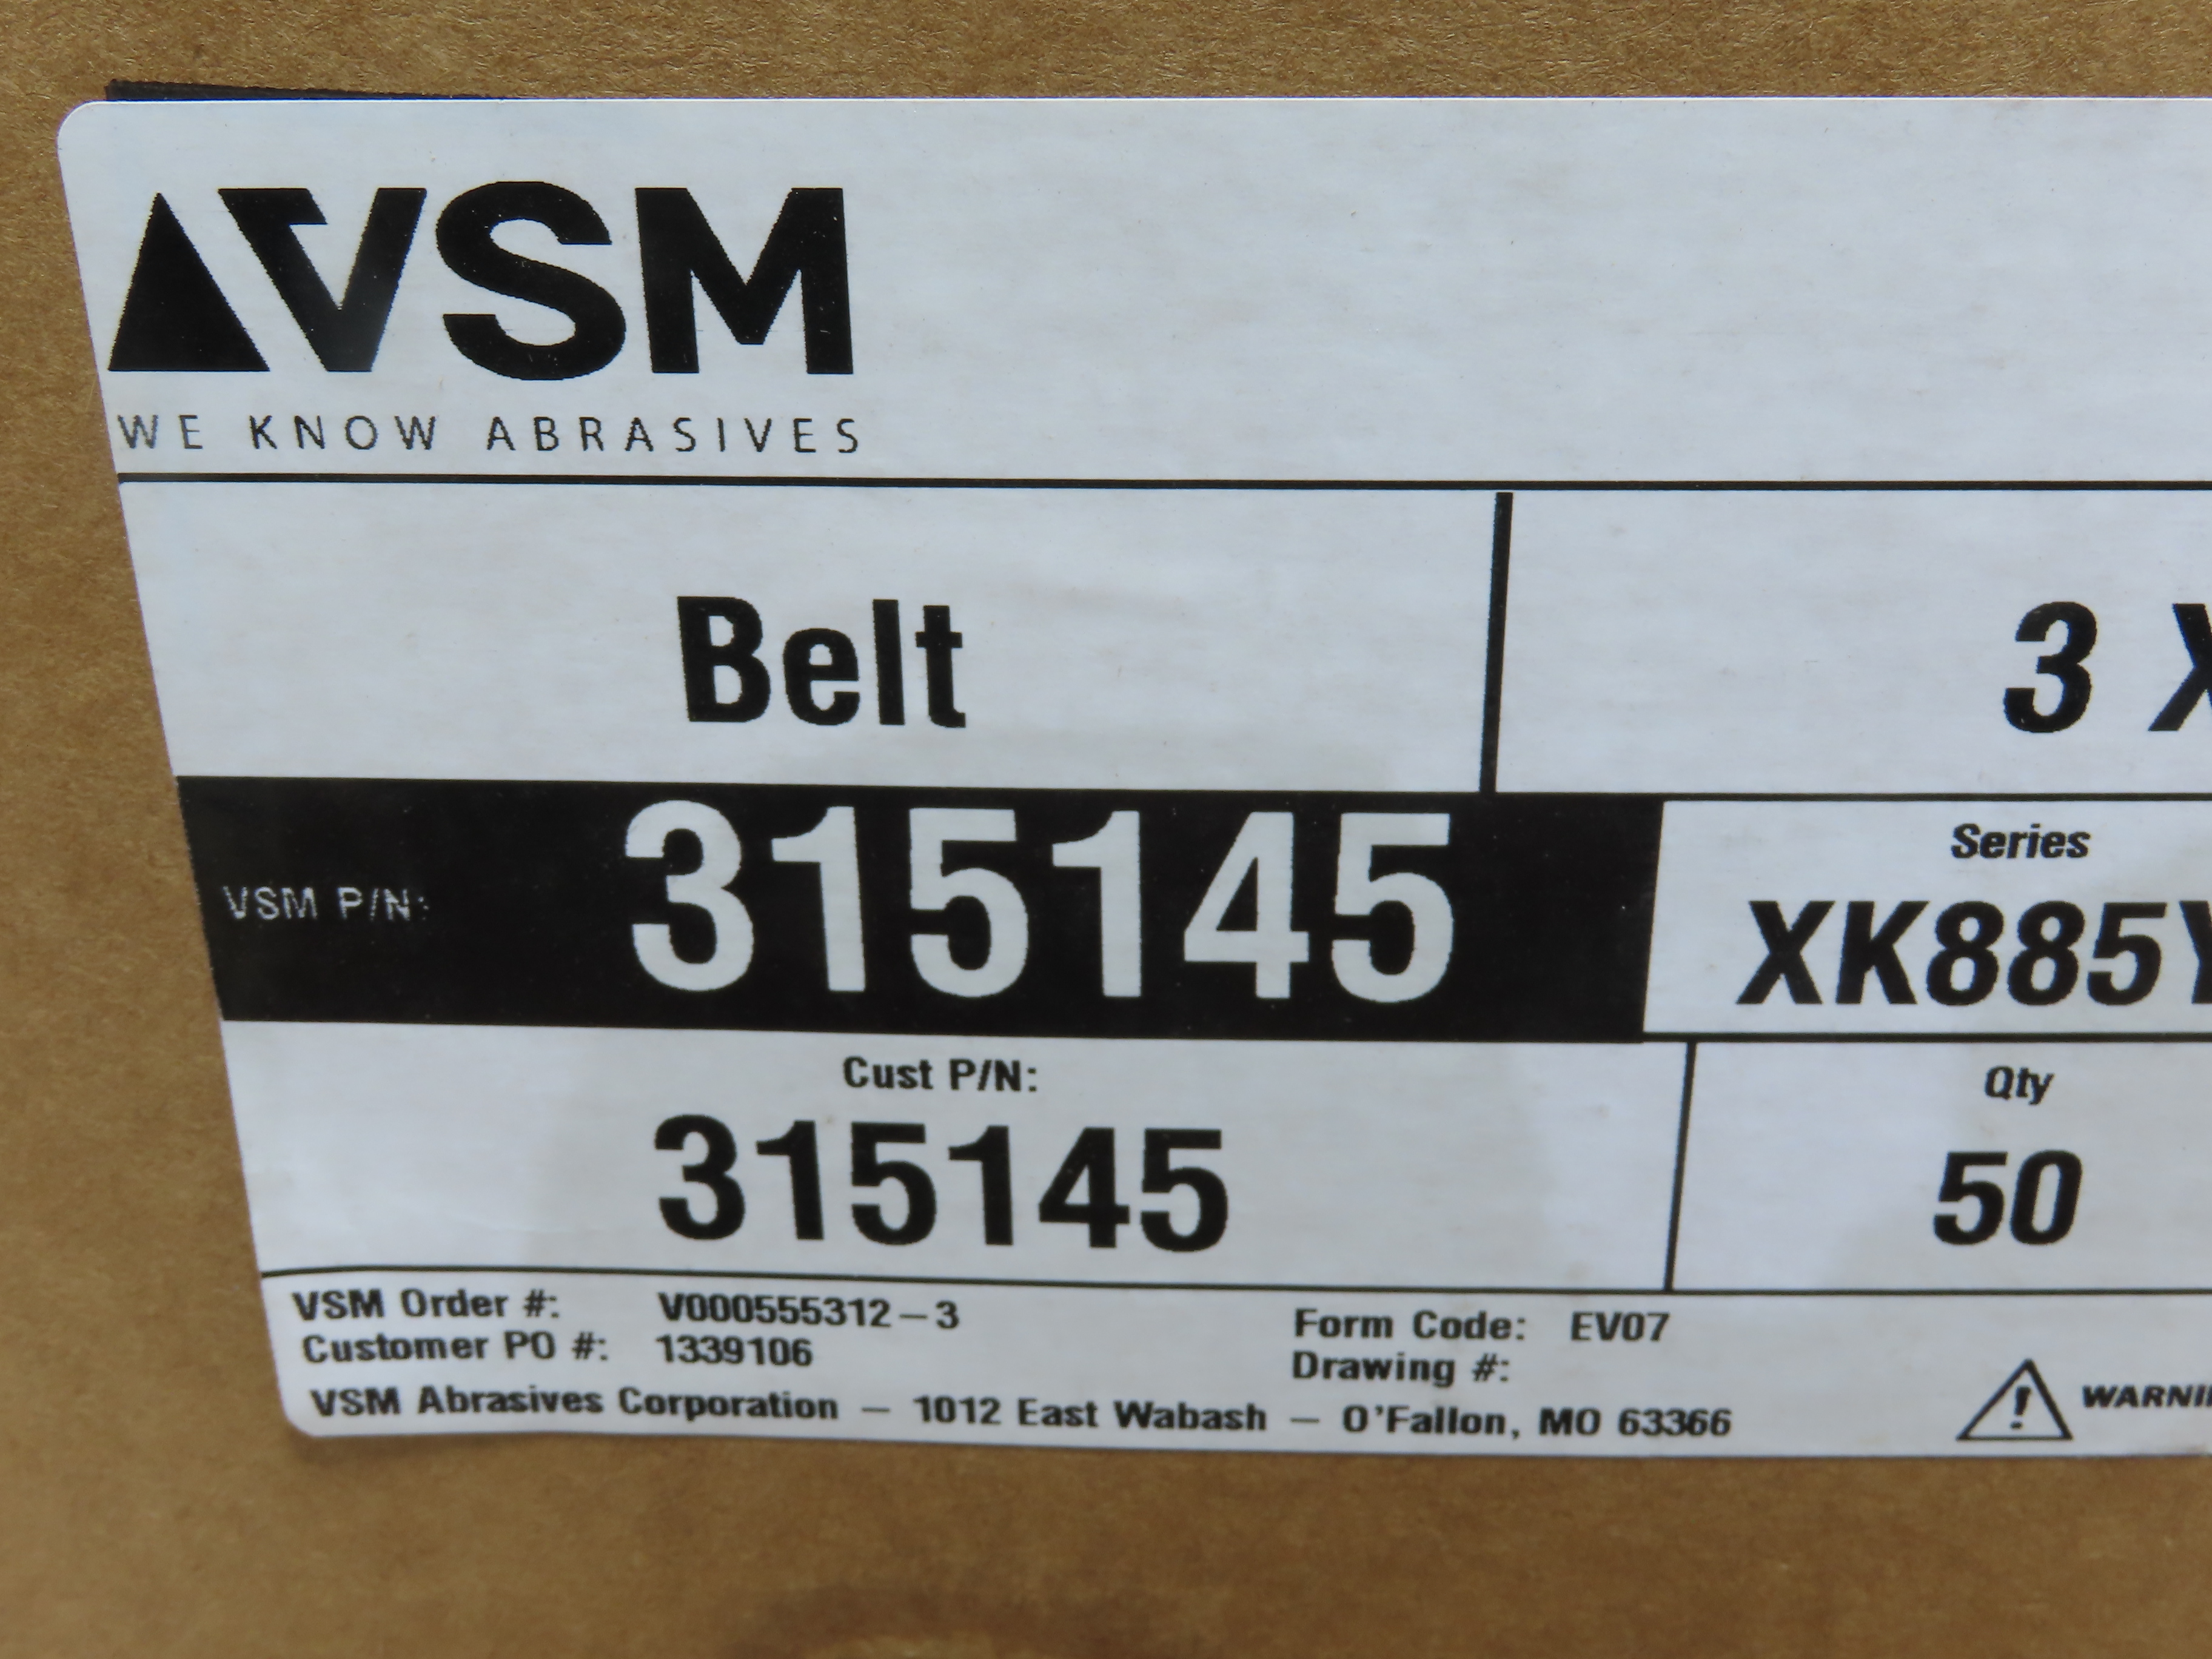 VSM
WE KNOW ABRASIVES
Belt
3 X
VSM P/N: 315145
Series
XK885Y
Cust P/N:
315145
Qty
50
VSM Order #: V000555312-3
Customer PO #: 1339106
Form Code: EV07
Drawing #:
VSM Abrasives Corporation - 1012 East Wabash - O'Fallon, MO 63366